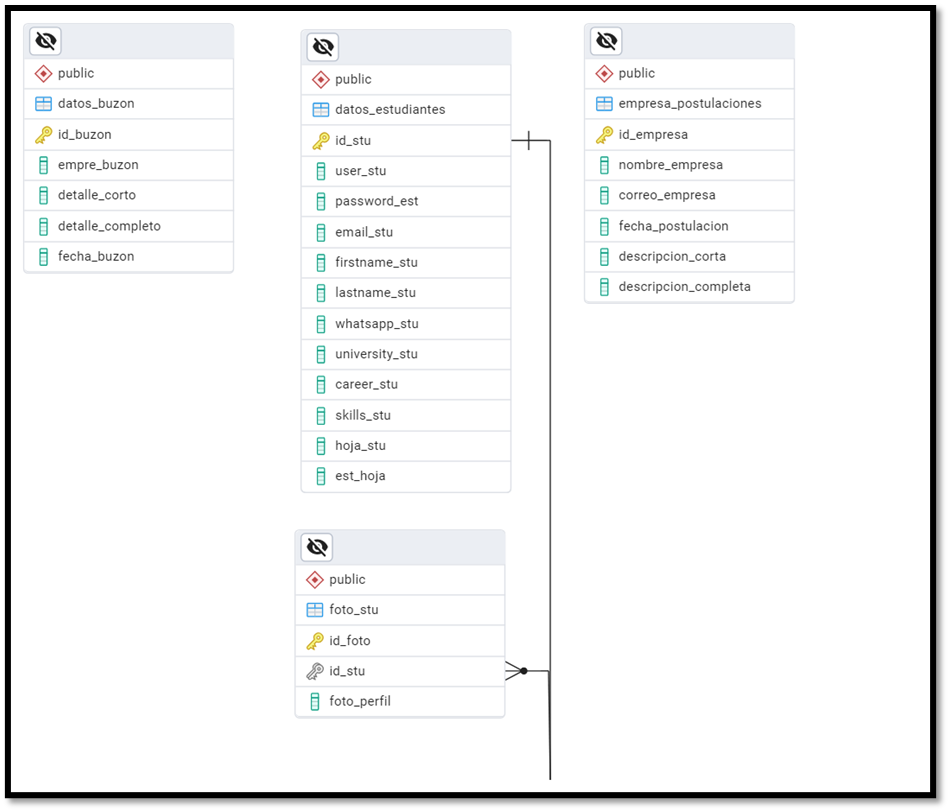 public
datos_buzon
id_buzon
empre_buzon
detalle_corto
detalle_completo
fecha_buzon
public
datos_estudiantes
id_stu
user_stu
password_est
email_stu
firstname_stu
lastname_stu
whatsapp_stu
university_stu
career_stu
skills_stu
hoja_stu
est_hoja
public
empresa_postulaciones
id_empresa
nombre_empresa
correo_empresa
fecha_postulacion
descripcion_corta
descripcion_completa
public
foto_stu
id_foto
id_stu
foto_perfil